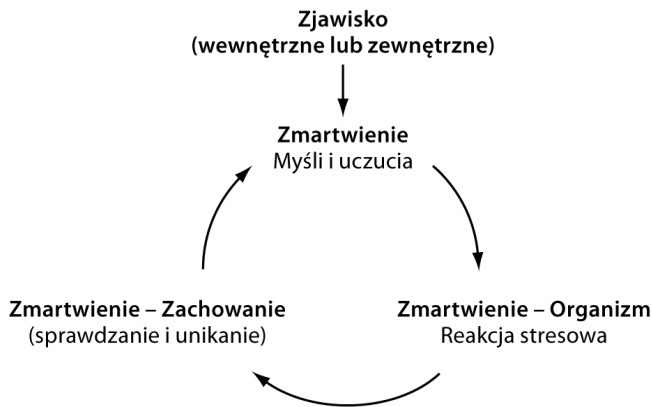 Zjawisko
(wewnętrzne lub zewnętrzne)
Zmartwienie
Myśli i uczucia
Zmartwienie – Zachowanie
(sprawdzanie i unikanie)
Zmartwienie – Organizm
Reakcja stresowa